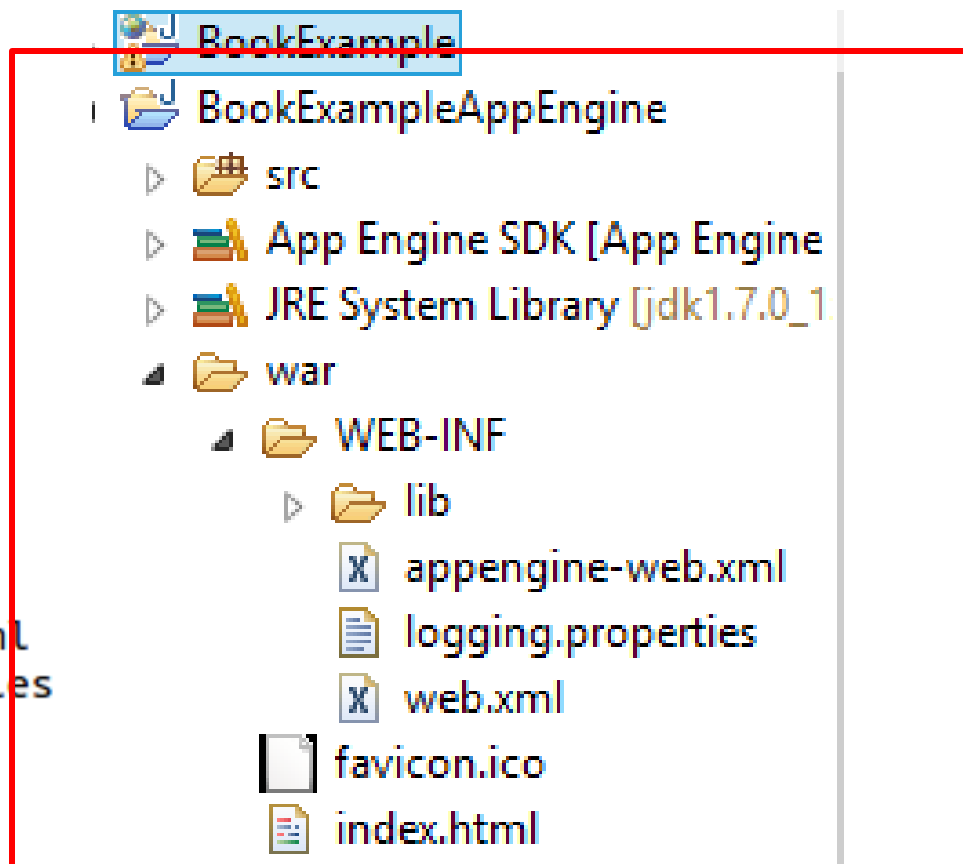 BookExample
BookExampleAppEngine
src
App Engine SDK [App Engine
JRE System Library [jdk1.7.0_1
war
WEB-INF
lib
appengine-web.xml
logging.properties
web.xml
favicon.ico
index.html